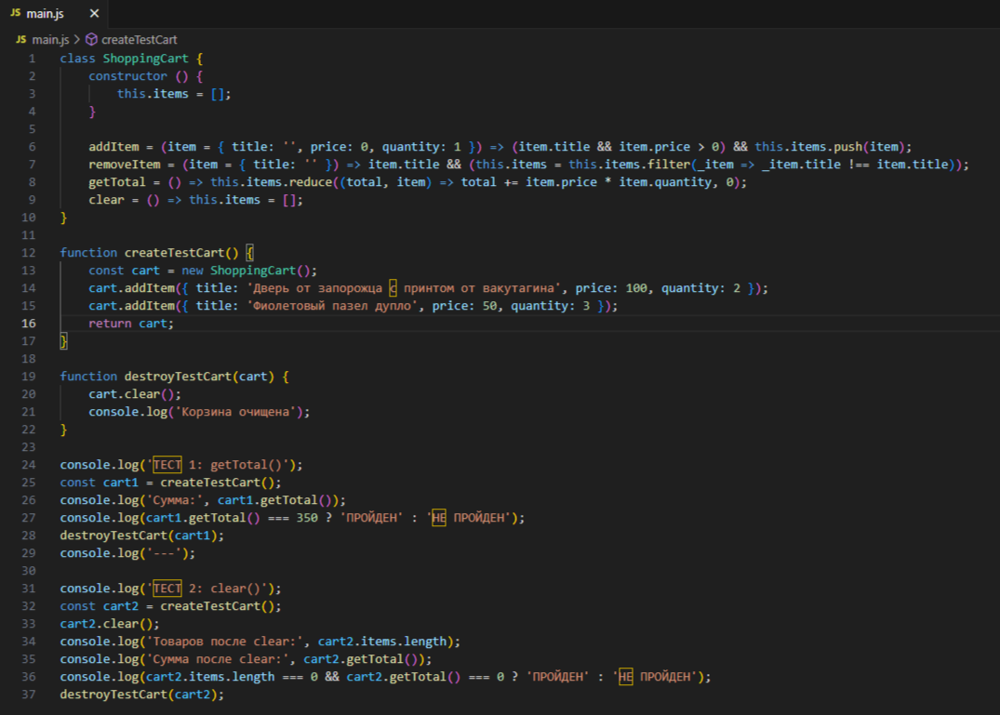 JS main.js ×
JS main.js > createTestCart
1 class ShoppingCart {
2     constructor () {
3         this.items = [];
4     }
5
6     addItem = (item = { title: '', price: 0, quantity: 1 }) => (item.title && item.price > 0) && this.items.push(item);
7     removeItem = (item = { title: '' }) => item.title && (this.items = this.items.filter(_item => _item.title !== item.title));
8     getTotal = () => this.items.reduce((total, item) => total += item.price * item.quantity, 0);
9     clear = () => this.items = [];
10 }
11
12 function createTestCart() {
13     const cart = new ShoppingCart();
14     cart.addItem({ title: 'Дверь от запорожца с принтом от вакутагина', price: 100, quantity: 2 });
15     cart.addItem({ title: 'Фиолетовый пазел дупло', price: 50, quantity: 3 });
16     return cart;
17 }
18
19 function destroyTestCart(cart) {
20     cart.clear();
21     console.log('Корзина очищена');
22 }
23
24 console.log('ТЕСТ 1: getTotal()');
25 const cart1 = createTestCart();
26 console.log('Сумма:', cart1.getTotal());
27 console.log(cart1.getTotal() === 350 ? 'ПРОЙДЕН' : 'НЕ ПРОЙДЕН');
28 destroyTestCart(cart1);
29 console.log('---');
30
31 console.log('ТЕСТ 2: clear()');
32 const cart2 = createTestCart();
33 cart2.clear();
34 console.log('Товаров после clear:', cart2.items.length);
35 console.log('Сумма после clear:', cart2.getTotal());
36 console.log(cart2.items.length === 0 && cart2.getTotal() === 0 ? 'ПРОЙДЕН' : 'НЕ ПРОЙДЕН');
37 destroyTestCart(cart2);